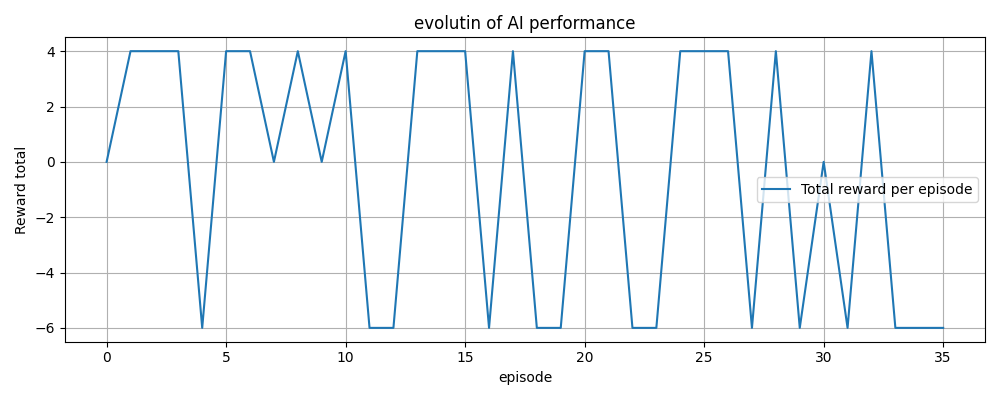 evolutin of AI performance
Reward total
4
2
0
−2
−4
−6
Total reward per episode
0 5 10 15 20 25 30 35
episode